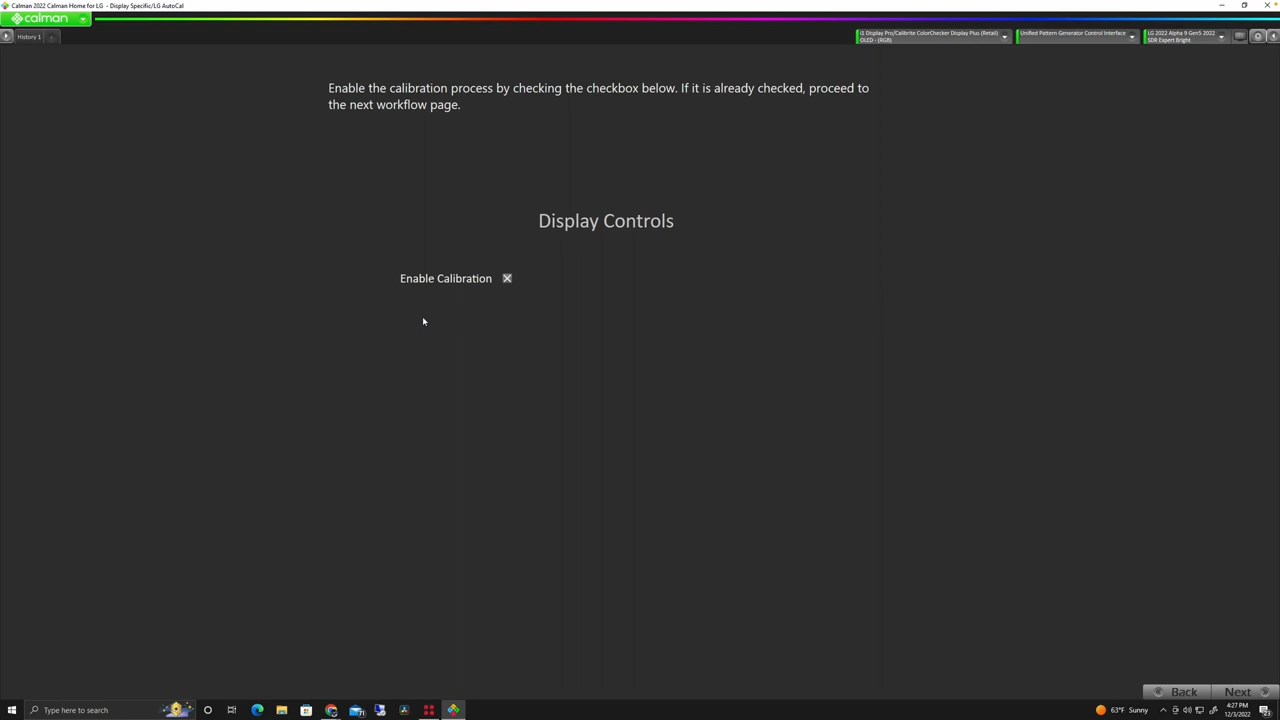 Calman 2022 Calman Home for LG - Display Specific/LG AutoCal
calman
History 1
i1 Display Pro/Calibrite ColorChecker Display Plus (Retail)
OLED - (RGB)
Unified Pattern Generator Control Interface
LG 2022 Alpha 9 Gen5 2022
SDR Expert Bright
Enable the calibration process by checking the checkbox below. If it is already checked, proceed to
the next workflow page.
Display Controls
Enable Calibration
Back
Next
Type here to search
63°F Sunny
4:27 PM
12/3/2022